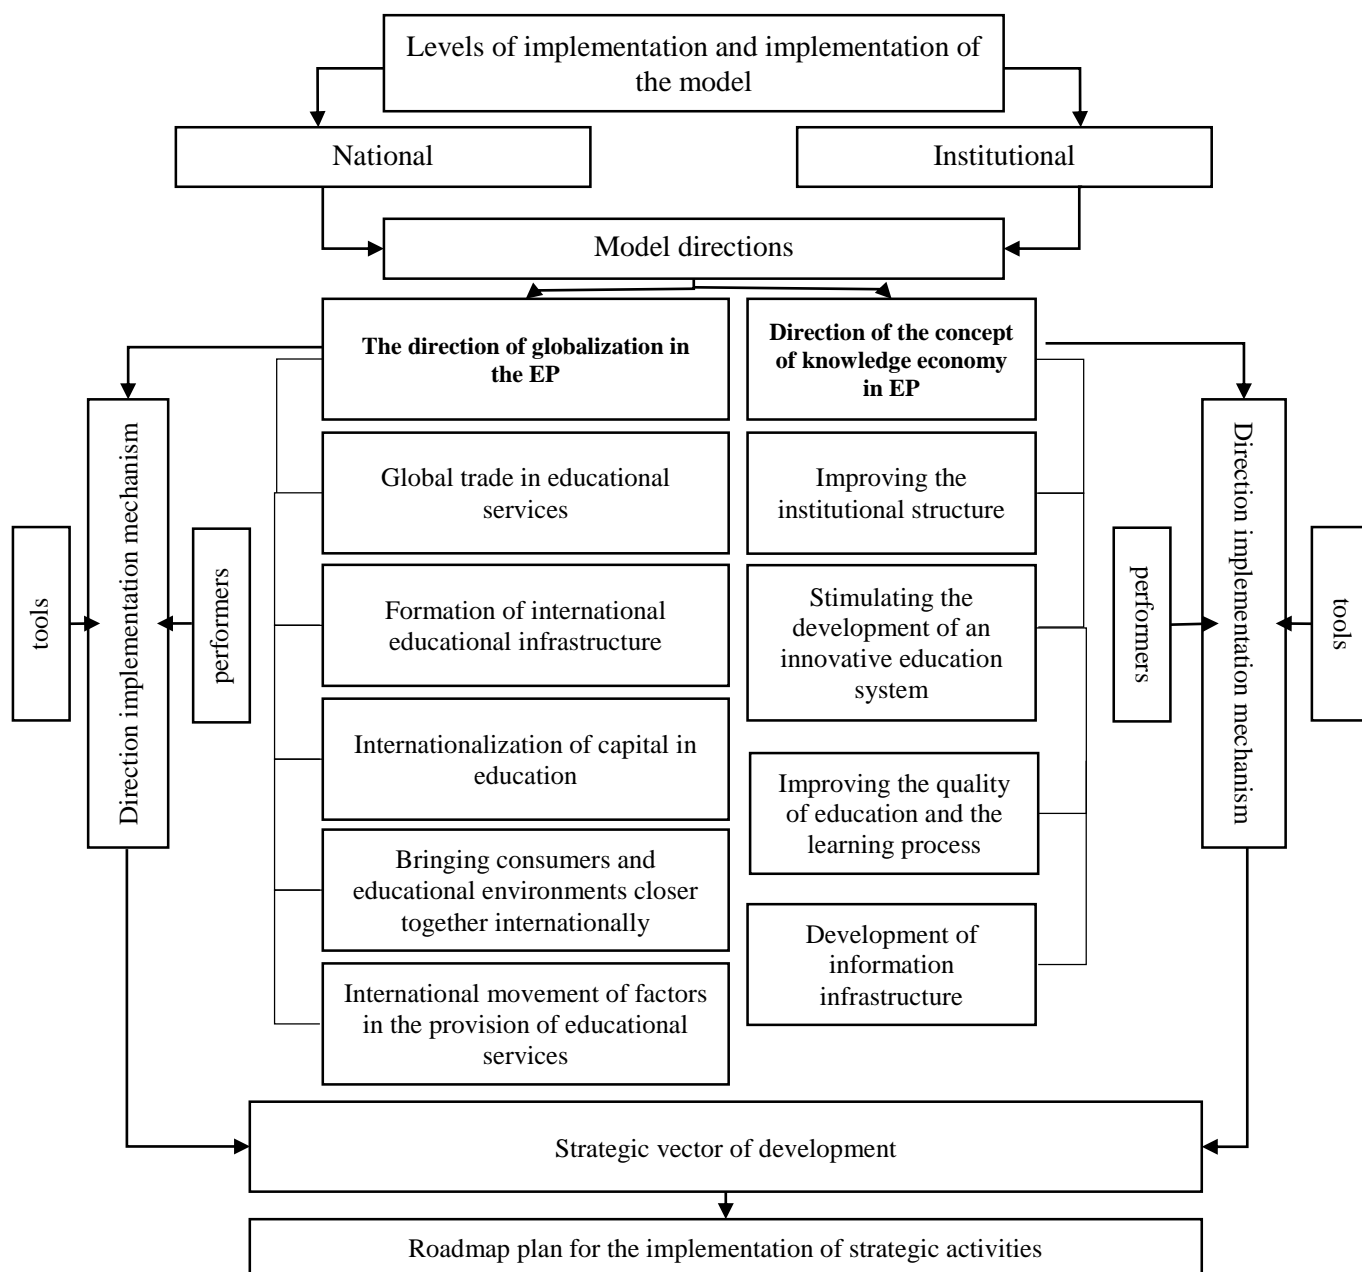 Levels of implementation and implementation of
the model
National
Institutional
Model directions
The direction of globalization in
the EP
Direction of the concept
of knowledge economy
in EP
Global trade in educational
services
Improving the
institutional structure
Formation of international
educational infrastructure
Stimulating the
development of an
innovative education
system
Internationalization of capital in
education
Improving the quality
of education and the
learning process
Bringing consumers and
educational environments closer
together internationally
Development of
information
infrastructure
International movement of factors
in the provision of educational
services
tools
Direction implementation mechanism
performers
performers
Direction implementation mechanism
tools
Strategic vector of development
Roadmap plan for the implementation of strategic activities